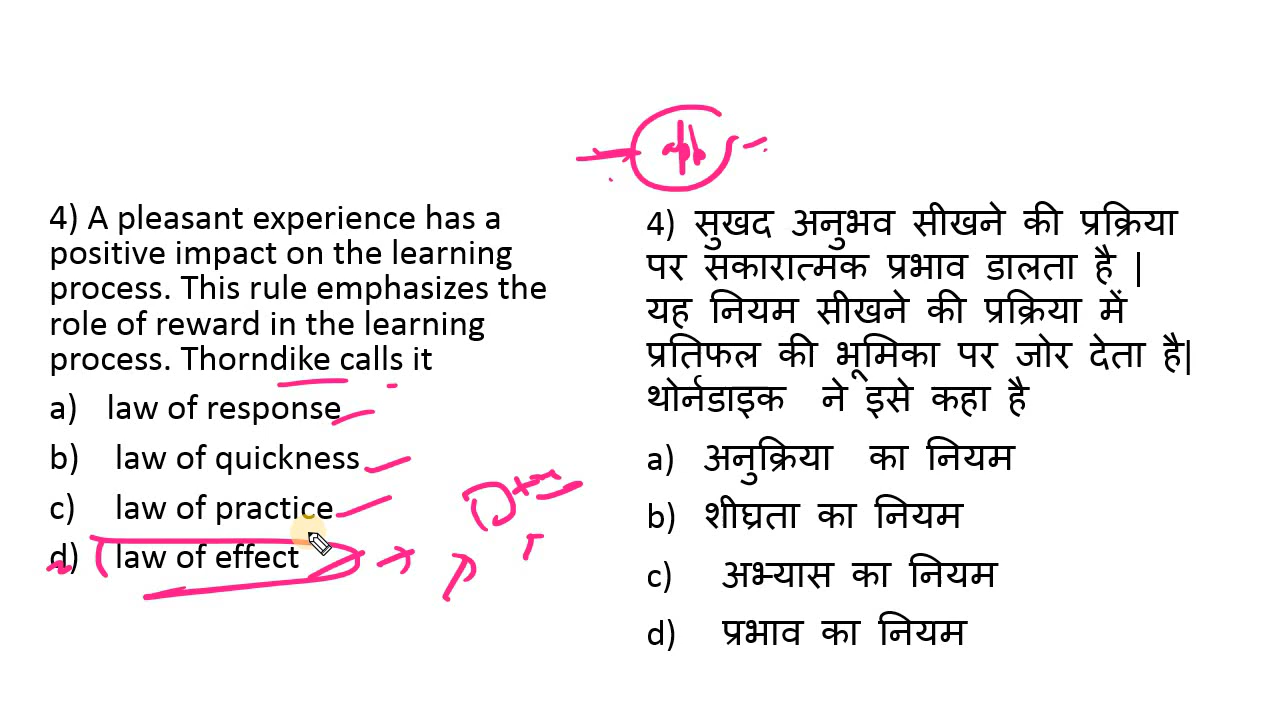 4) A pleasant experience has a
positive impact on the learning
process. This rule emphasizes the
role of reward in the learning
process. Thorndike calls it
a) law of response
b) law of quickness
c) law of practice
d) law of effect
4) सुखद अनुभव सीखने की प्रक्रिया
पर सकारात्मक प्रभाव डालता है |
यह नियम सीखने की प्रक्रिया में
प्रतिफल की भूमिका पर जोर देता है|
थोर्नडाइक ने इसे कहा है
a) अनुक्रिया का नियम
b) शीघ्रता का नियम
c) अभ्यास का नियम
d) प्रभाव का नियम